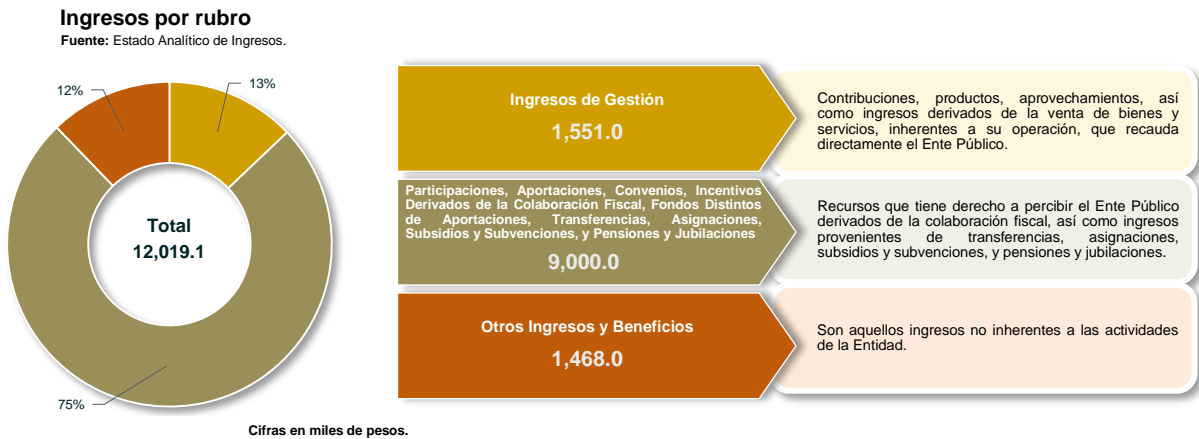 Ingresos por rubro
Fuente: Estado Analítico de Ingresos.
12%
13%
Total
12,019.1
75%
Ingresos de Gestión
1,551.0
Contribuciones, productos, aprovechamientos, así
como ingresos derivados de la venta de bienes y
servicios, inherentes a su operación, que recauda
directamente el Ente Público.
Participaciones, Aportaciones, Convenios, Incentivos
Derivados de la Colaboración Fiscal, Fondos Distintos
de Aportaciones, Transferencias, Asignaciones,
Subsidios y Subvenciones, y Pensiones y Jubilaciones
9,000.0
Recursos que tiene derecho a percibir el Ente Público
derivados de la colaboración fiscal, así como ingresos
provenientes de transferencias, asignaciones,
subsidios y subvenciones, y pensiones y jubilaciones.
Otros Ingresos y Beneficios
1,468.0
Son aquellos ingresos no inherentes a las actividades
de la Entidad.
Cifras en miles de pesos.